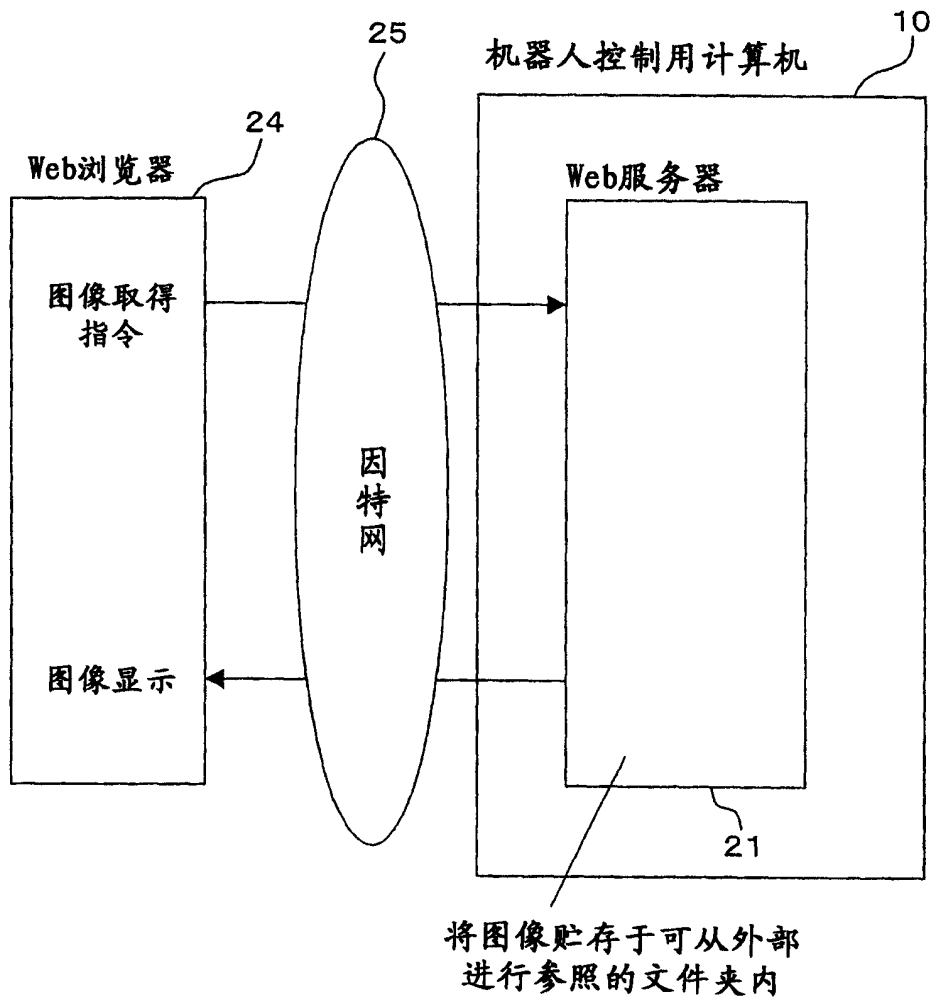 10
25
机器人控制用计算机
24
Web浏览器
Web服务器
图像取得
指令
因
特
网
图像显示
21
将图像贮存于可从外部
进行参照的文件夹内